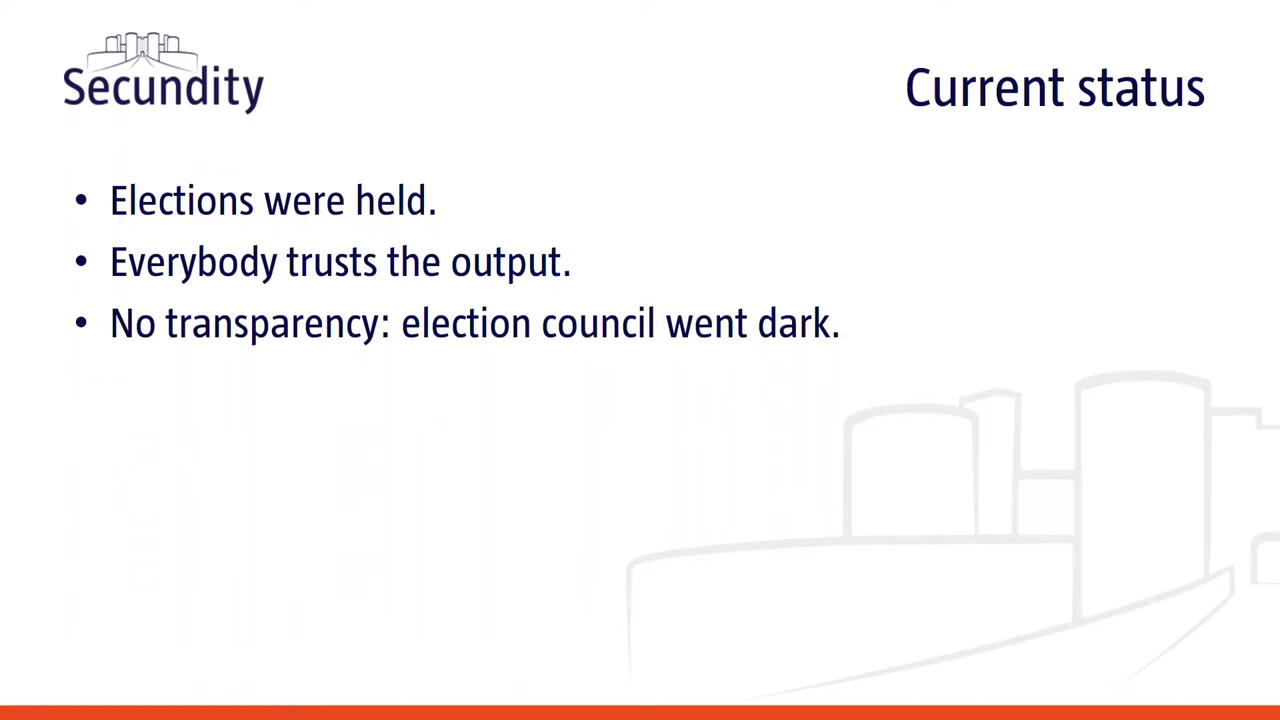 Secundity
Current status
• Elections were held.
• Everybody trusts the output.
• No transparency: election council went dark.